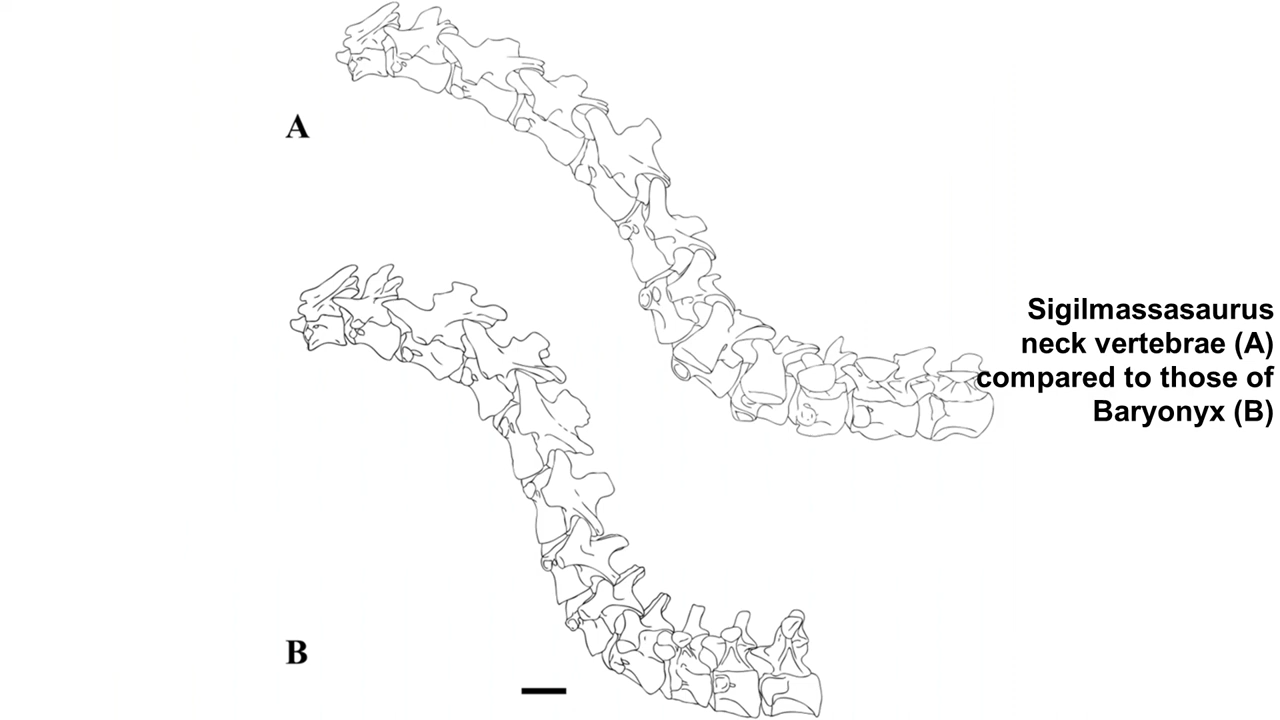 A
Sigilmassasaurus
neck vertebrae (A)
compared to those of
Baryonyx (B)
B